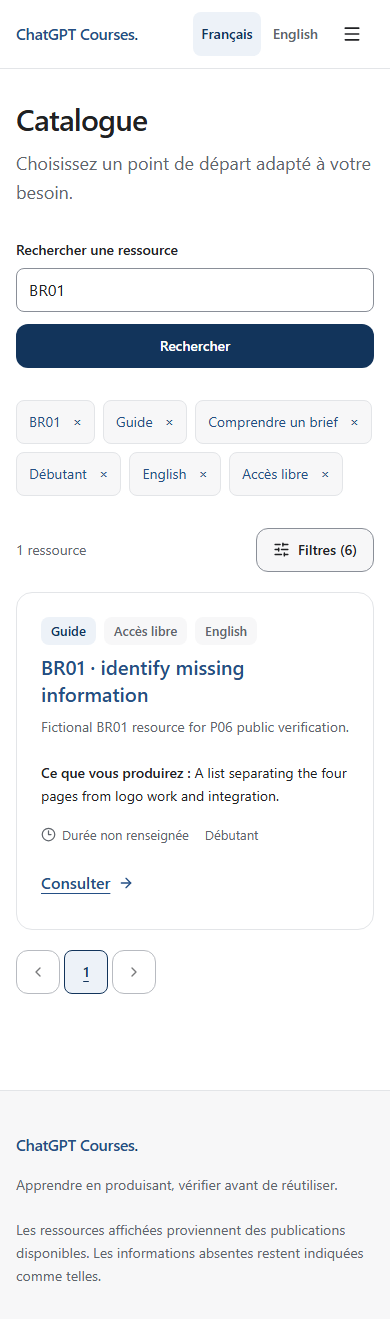 ChatGPT Courses.
Français English
Catalogue
Choisissez un point de départ adapté à votre
besoin.
Rechercher une ressource
BR01
Rechercher
BR01 × Guide × Comprendre un brief ×
Débutant × English × Accès libre ×
1 ressource
Filtres (6)
Guide Accès libre English
BR01 · identify missing
information
Fictional BR01 resource for P06 public verification.
Ce que vous produirez : A list separating the four
pages from logo work and integration.
Durée non renseignée Débutant
Consulter →
‹ 1 ›
ChatGPT Courses.
Apprendre en produisant, vérifier avant de réutiliser.
Les ressources affichées proviennent des publications
disponibles. Les informations absentes restent indiquées
comme telles.